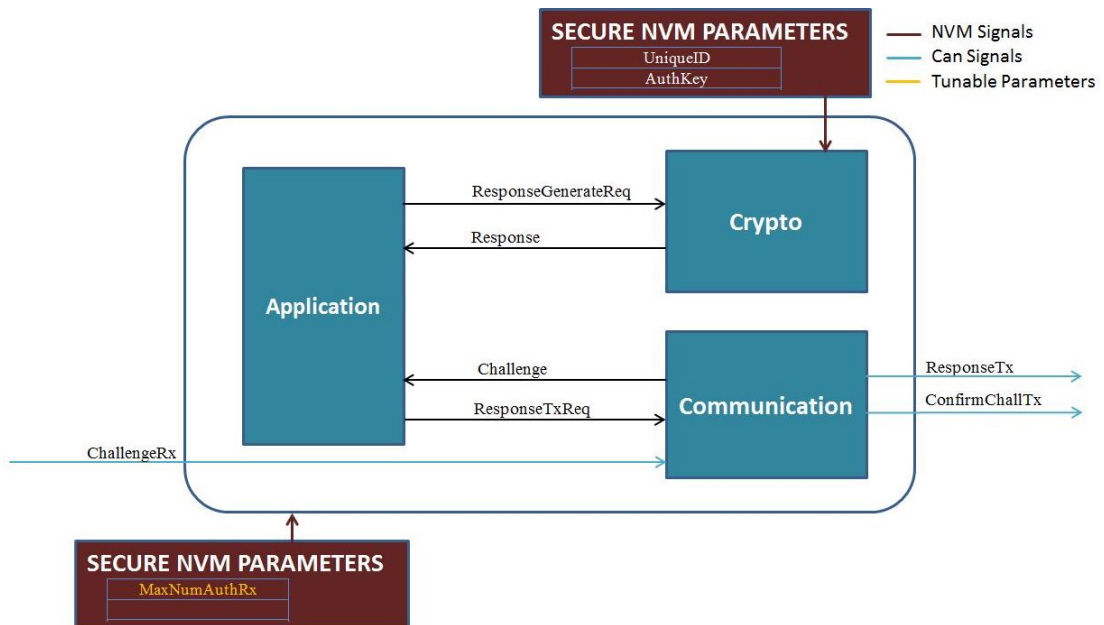 SECURE NVM PARAMETERS
UniqueID
AuthKey
NVM Signals
Can Signals
Tunable Parameters
ResponseGenerateReq
Crypto
Response
Application
Challenge
ResponseTx
Communication
ConfirmChallTx
ResponseTxReq
ChallengeRx
SECURE NVM PARAMETERS
MaxNumAuthRx